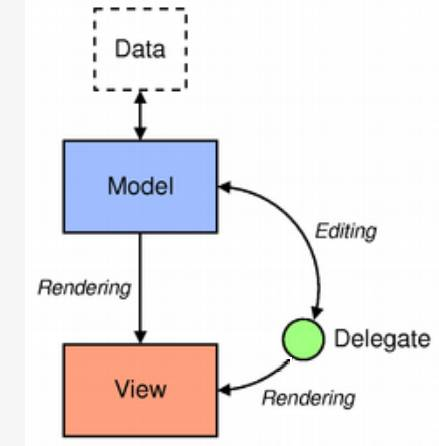 Data
Model
Editing
Rendering
Delegate
View
Rendering